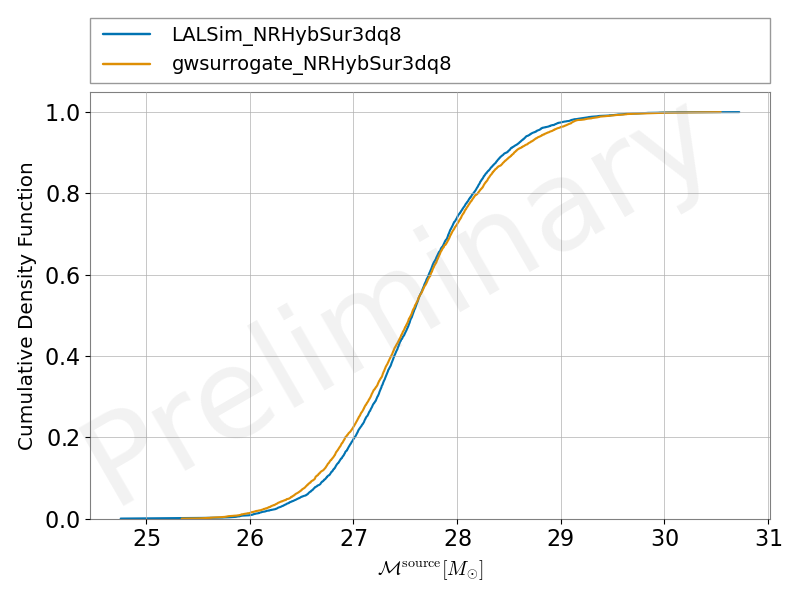 LALSim_NRHybSur3dq8
gwsurrogate_NRHybSur3dq8
Cumulative Density Function
1.0
0.8
0.6
0.4
0.2
0.0
Preliminary
25 26 27 28 29 30 31
ℳ^source [M_⊙]